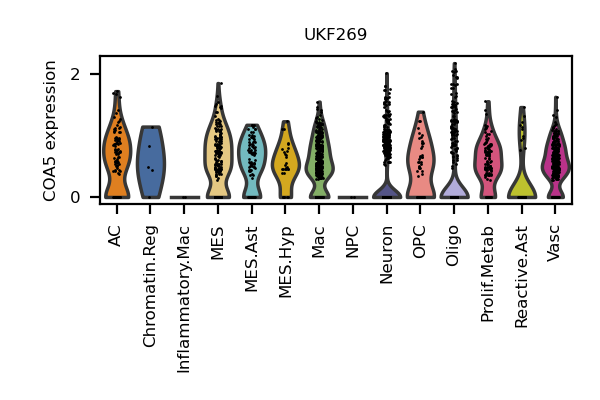 UKF269
COA5 expression
2
0
AC
Chromatin.Reg
Inflammatory.Mac
MES
MES.Ast
MES.Hyp
Mac
NPC
Neuron
OPC
Oligo
Prolif.Metab
Reactive.Ast
Vasc